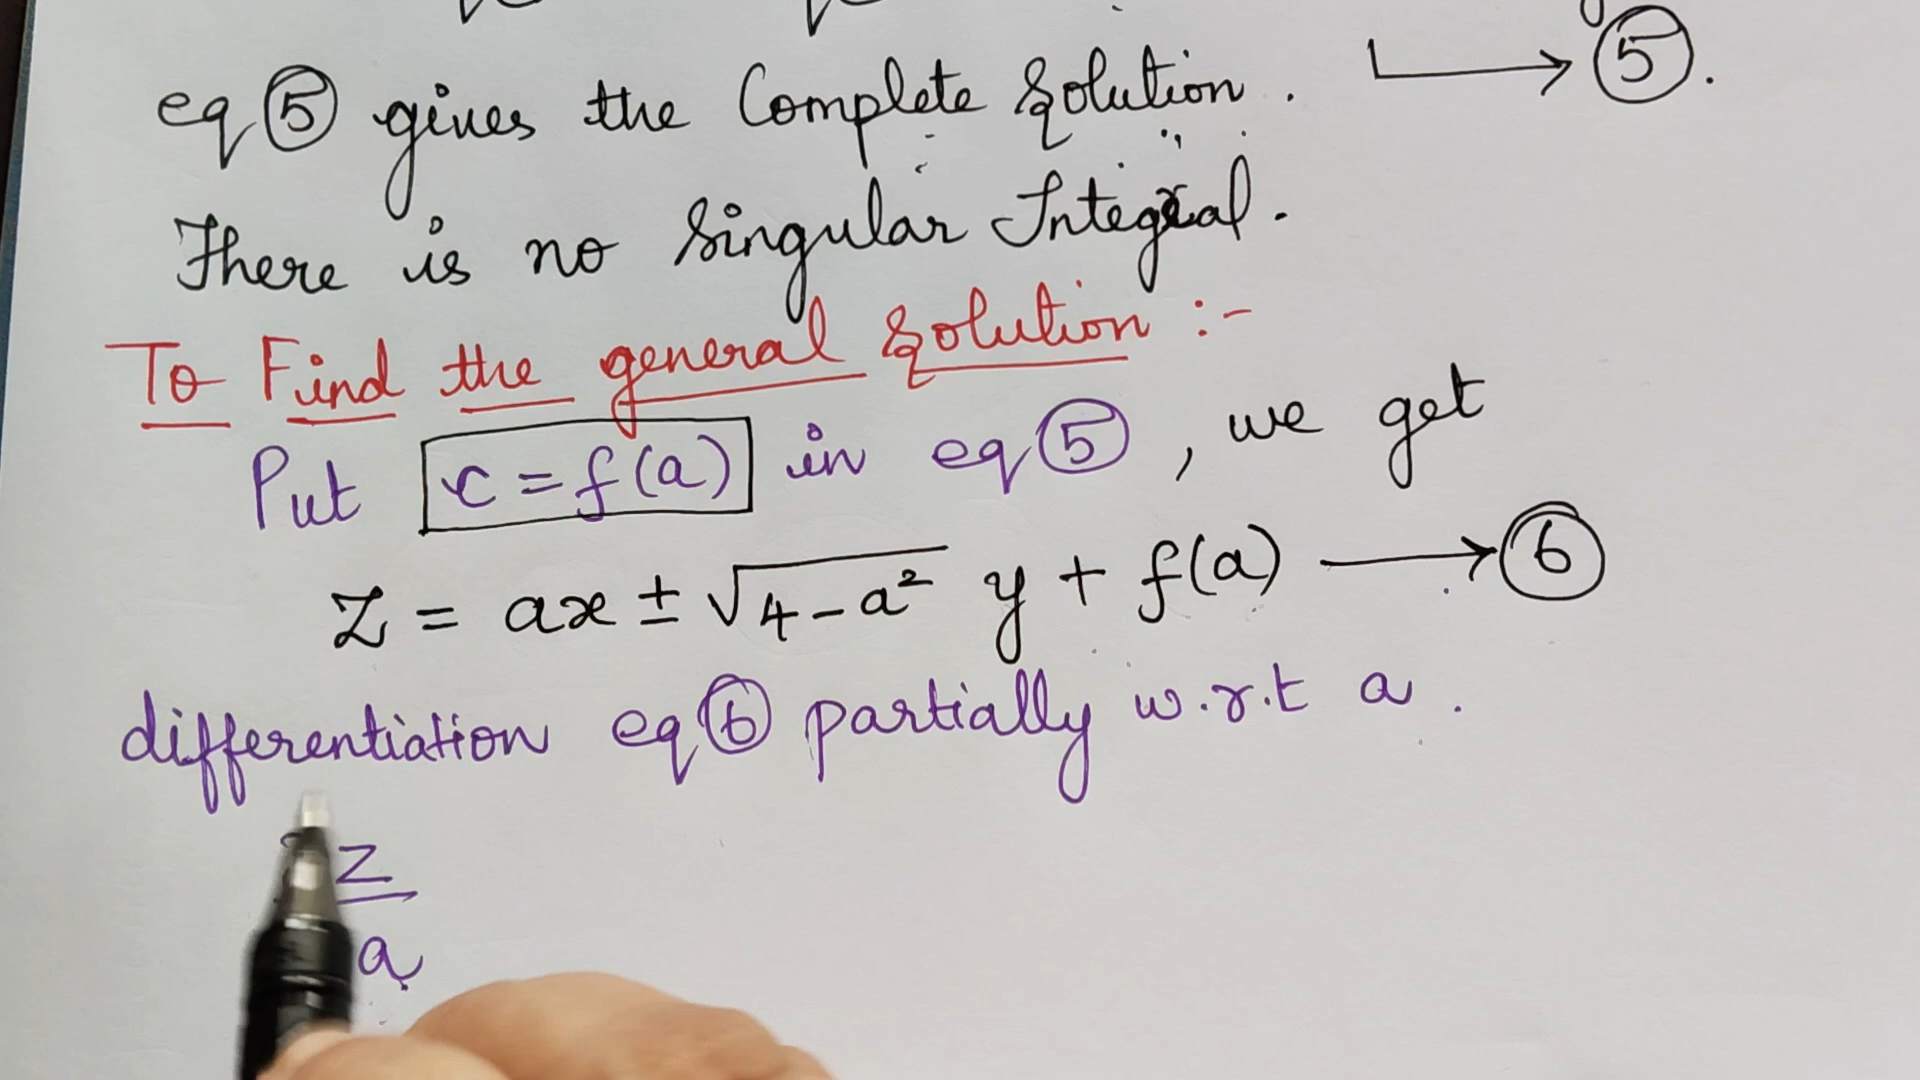 ⟶ ⑤.
eq ⑤ gives the Complete Solution.
There is no Singular Integral.
To Find the general Solution :-
Put c = f(a) in eq ⑤, we get
Z = ax ± √4-a² y + f(a) ⟶ ⑥
differentiation eq ⑥ partially w.r.t a.
z
a